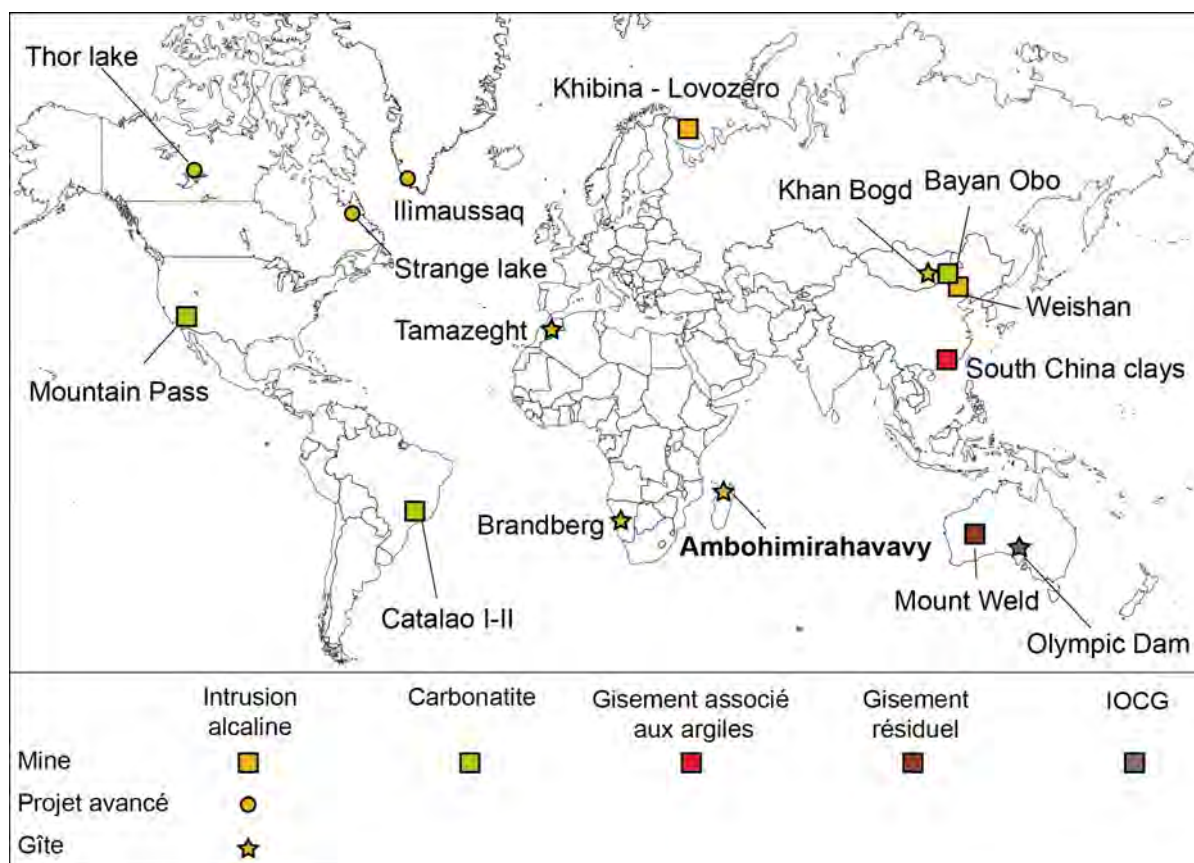 Thor lake
Khibina - Lovozero
Khan Bogd
Bayan Obo
Ilimaussaq
Strange lake
Tamazeght
Weishan
South China clays
Mountain Pass
Brandberg
Ambohimirahavavy
Mount Weld
Catalao I-II
Olympic Dam
Intrusion
alcaline
Carbonatite
Gisement associé
aux argiles
Gisement
résiduel
IOCG
Mine
Projet avancé
Gîte